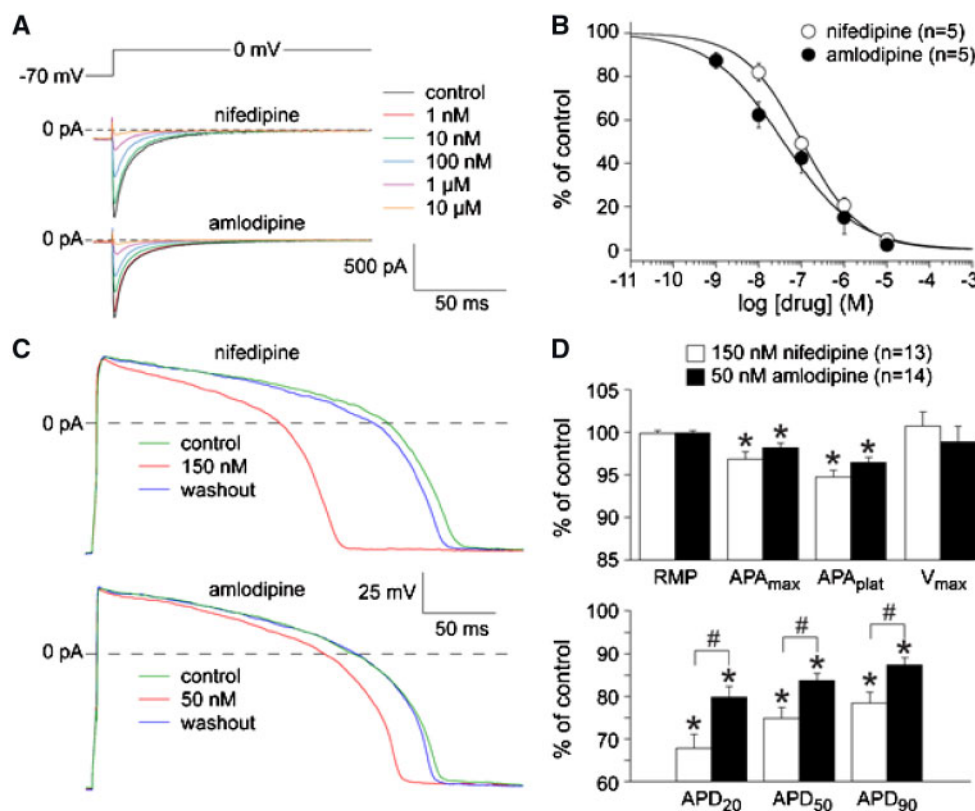 A
0 mV
-70 mV
0 pA
nifedipine
control
1 nM
10 nM
100 nM
1 µM
10 µM
0 pA
amlodipine
500 pA
50 ms
B
nifedipine (n=5)
amlodipine (n=5)
% of control
100
80
60
40
20
0
-11 -10 -9 -8 -7 -6 -5 -4 -3
log [drug] (M)
C
nifedipine
0 pA
control
150 nM
washout
amlodipine
25 mV
50 ms
0 pA
control
50 nM
washout
D
150 nM nifedipine (n=13)
50 nM amlodipine (n=14)
% of control
105
100
95
90
85
* * * *
RMP APAmax APAplat Vmax
% of control
100
90
80
70
60
# # #
* * * * * *
APD20 APD50 APD90